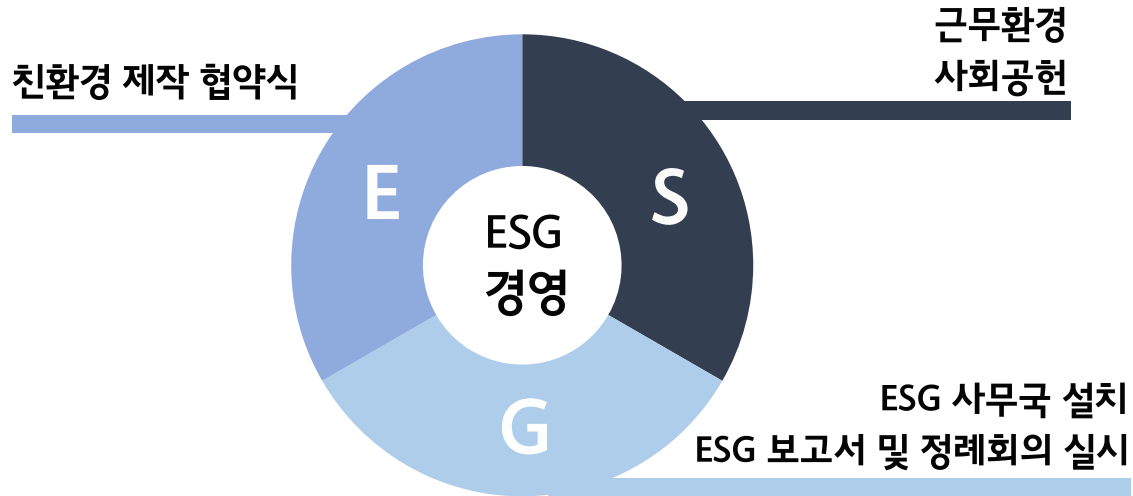 근무환경
사회공헌
친환경 제작 협약식
E
S
ESG
경영
G
ESG 사무국 설치
ESG 보고서 및 정례회의 실시